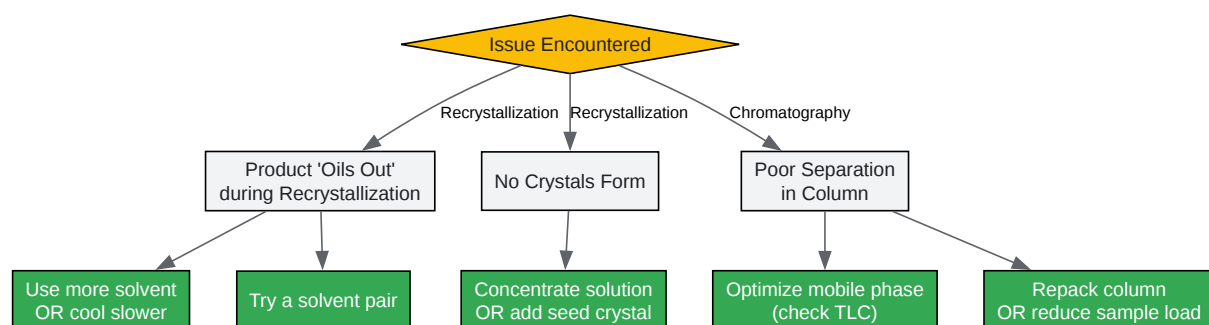 Issue Encountered
Recrystallization
Recrystallization
Chromatography
Product 'Oils Out'
during Recrystallization
No Crystals Form
Poor Separation
in Column
Use more solvent
OR cool slower
Try a solvent pair
Concentrate solution
OR add seed crystal
Optimize mobile phase
(check TLC)
Repack column
OR reduce sample load